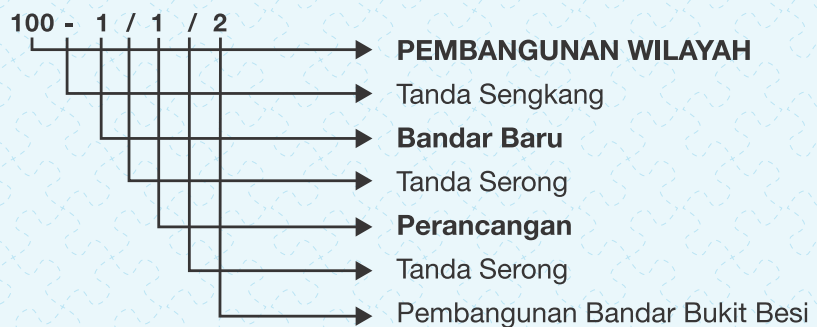 100 - 1 / 1 / 2
PEMBANGUNAN WILAYAH
Tanda Sengkang
Bandar Baru
Tanda Serong
Perancangan
Tanda Serong
Pembangunan Bandar Bukit Besi